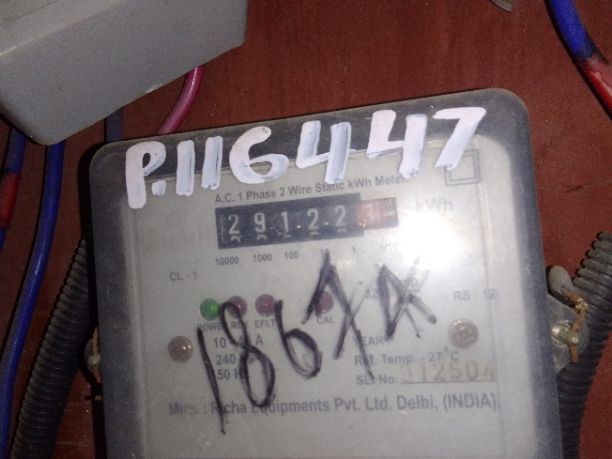 P.116447
A.C. 1 Phase 2 Wire Static kWh Meter
29122 kWh
10000 1000 100 10 1
CL - 1 RS : 12
POWER REV. EFLT CAL
10 - A YEAR
240 Ref. Temp. - 27°C
50 Hz Sl. No. 112504
Mfrs. : Richa Equipments Pvt. Ltd. Delhi, (INDIA).